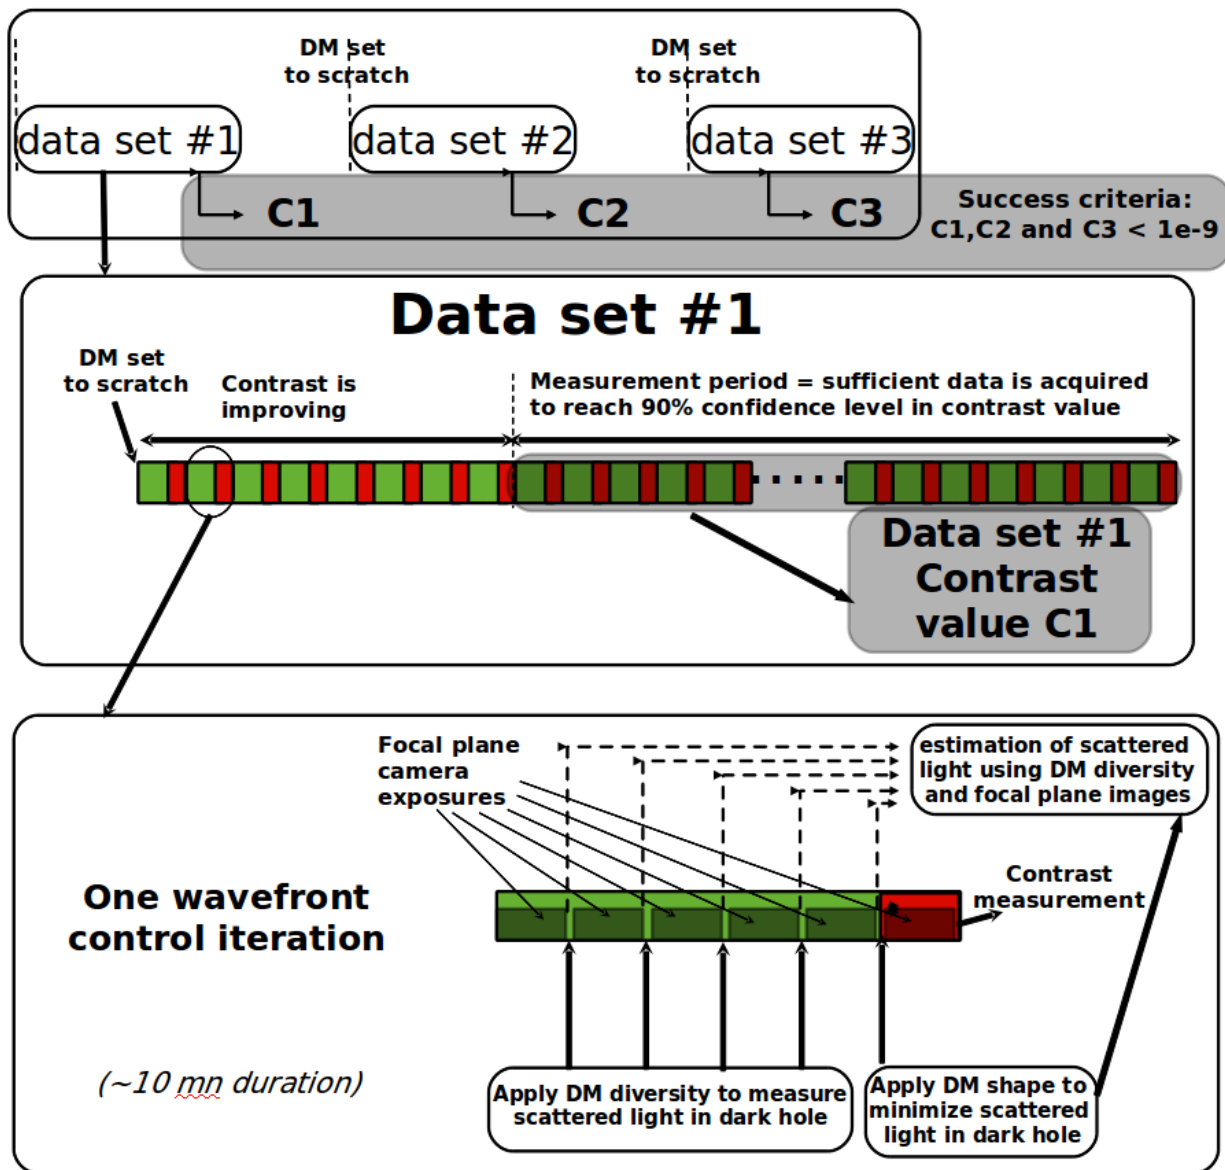 DM set
to scratch
DM set
to scratch
data set #1
data set #2
data set #3
C1
C2
C3
Success criteria:
C1,C2 and C3 < 1e-9
Data set #1
DM set
to scratch
Contrast is
improving
Measurement period = sufficient data is acquired
to reach 90% confidence level in contrast value
.....
Data set #1
Contrast
value C1
Focal plane
camera
exposures
estimation of scattered
light using DM diversity
and focal plane images
Contrast
measurement
One wavefront
control iteration
(~10 mn duration)
Apply DM diversity to measure
scattered light in dark hole
Apply DM shape to
minimize scattered
light in dark hole